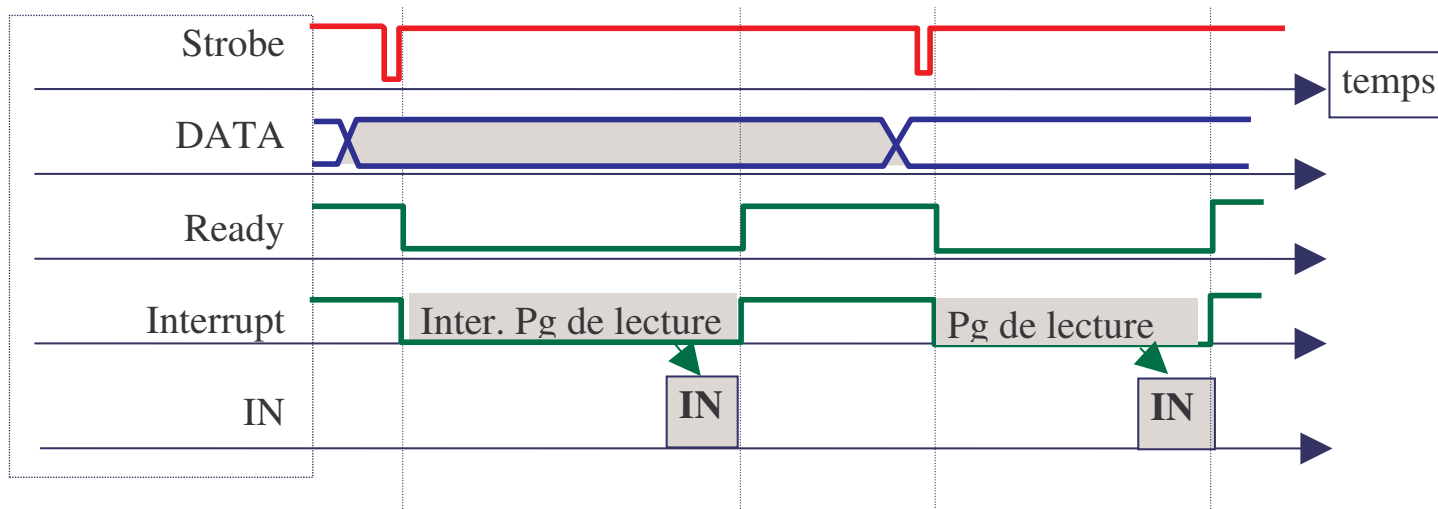 Strobe
temps
DATA
Ready
Interrupt
Inter. Pg de lecture
Pg de lecture
IN
IN
IN